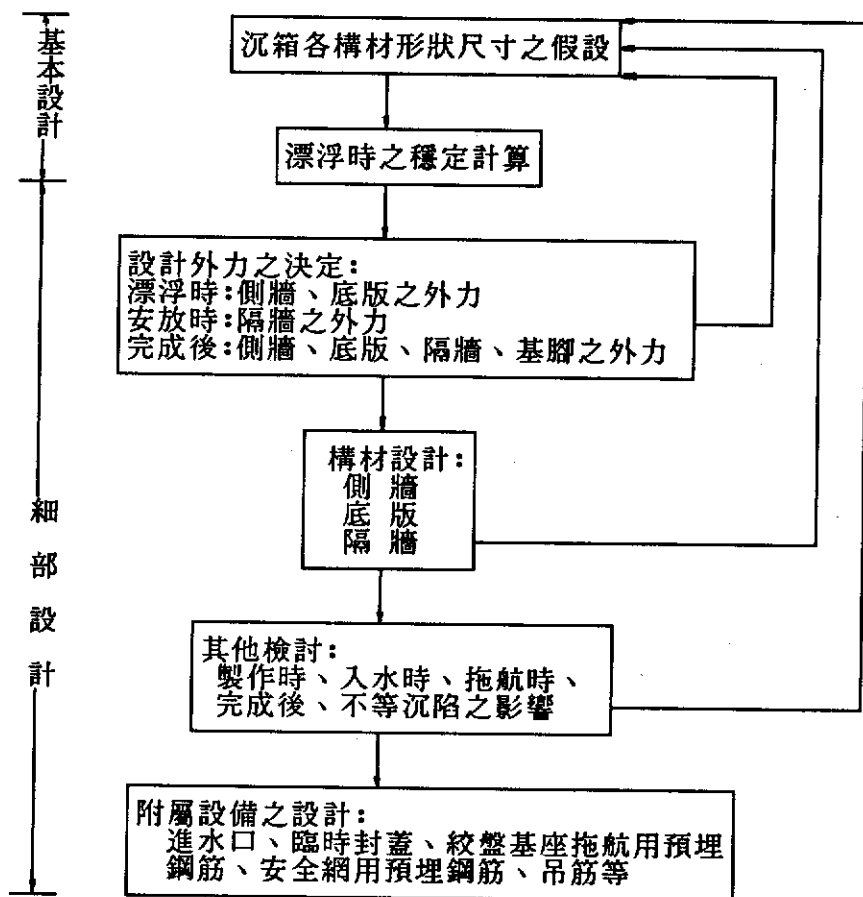 基本設計
沉箱各構材形狀尺寸之假設
漂浮時之穩定計算
細部設計
設計外力之決定:
漂浮時:側牆、底版之外力
安放時:隔牆之外力
完成後:側牆、底版、隔牆、基腳之外力
構材設計:
側 牆
底 版
隔 牆
其他檢討:
製作時、入水時、拖航時、
完成後、不等沉陷之影響
附屬設備之設計:
進水口、臨時封蓋、絞盤基座拖航用預埋
鋼筋、安全網用預埋鋼筋、吊筋等